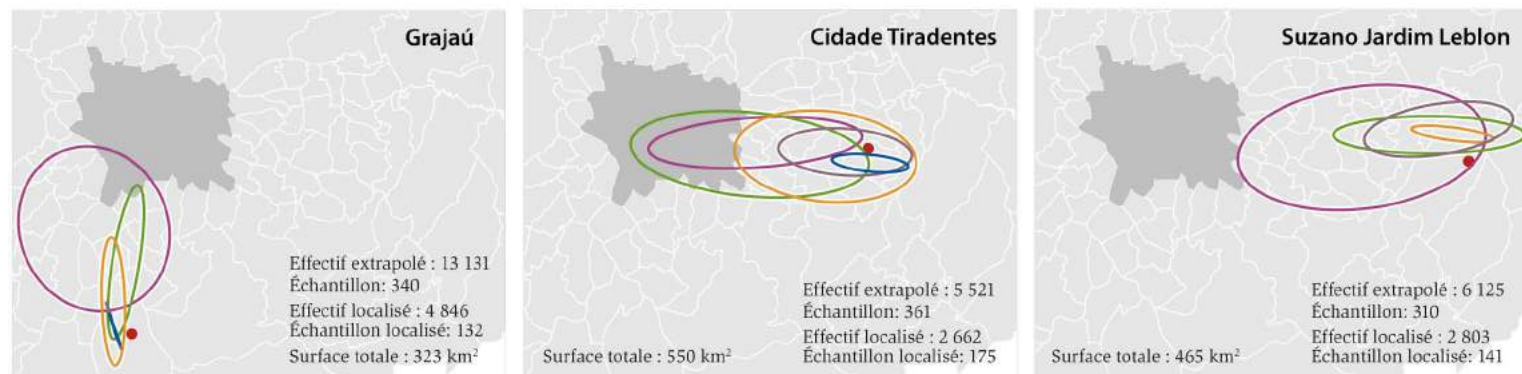 Grajaú
Effectif extrapolé : 13 131
Échantillon: 340
Effectif localisé : 4 846
Échantillon localisé: 132
Surface totale : 323 km²
Cidade Tiradentes
Effectif extrapolé : 5 521
Échantillon: 361
Effectif localisé : 2 662
Échantillon localisé: 175
Surface totale : 550 km²
Suzano Jardim Leblon
Effectif extrapolé : 6 125
Échantillon: 310
Effectif localisé : 2 803
Échantillon localisé: 141
Surface totale : 465 km²